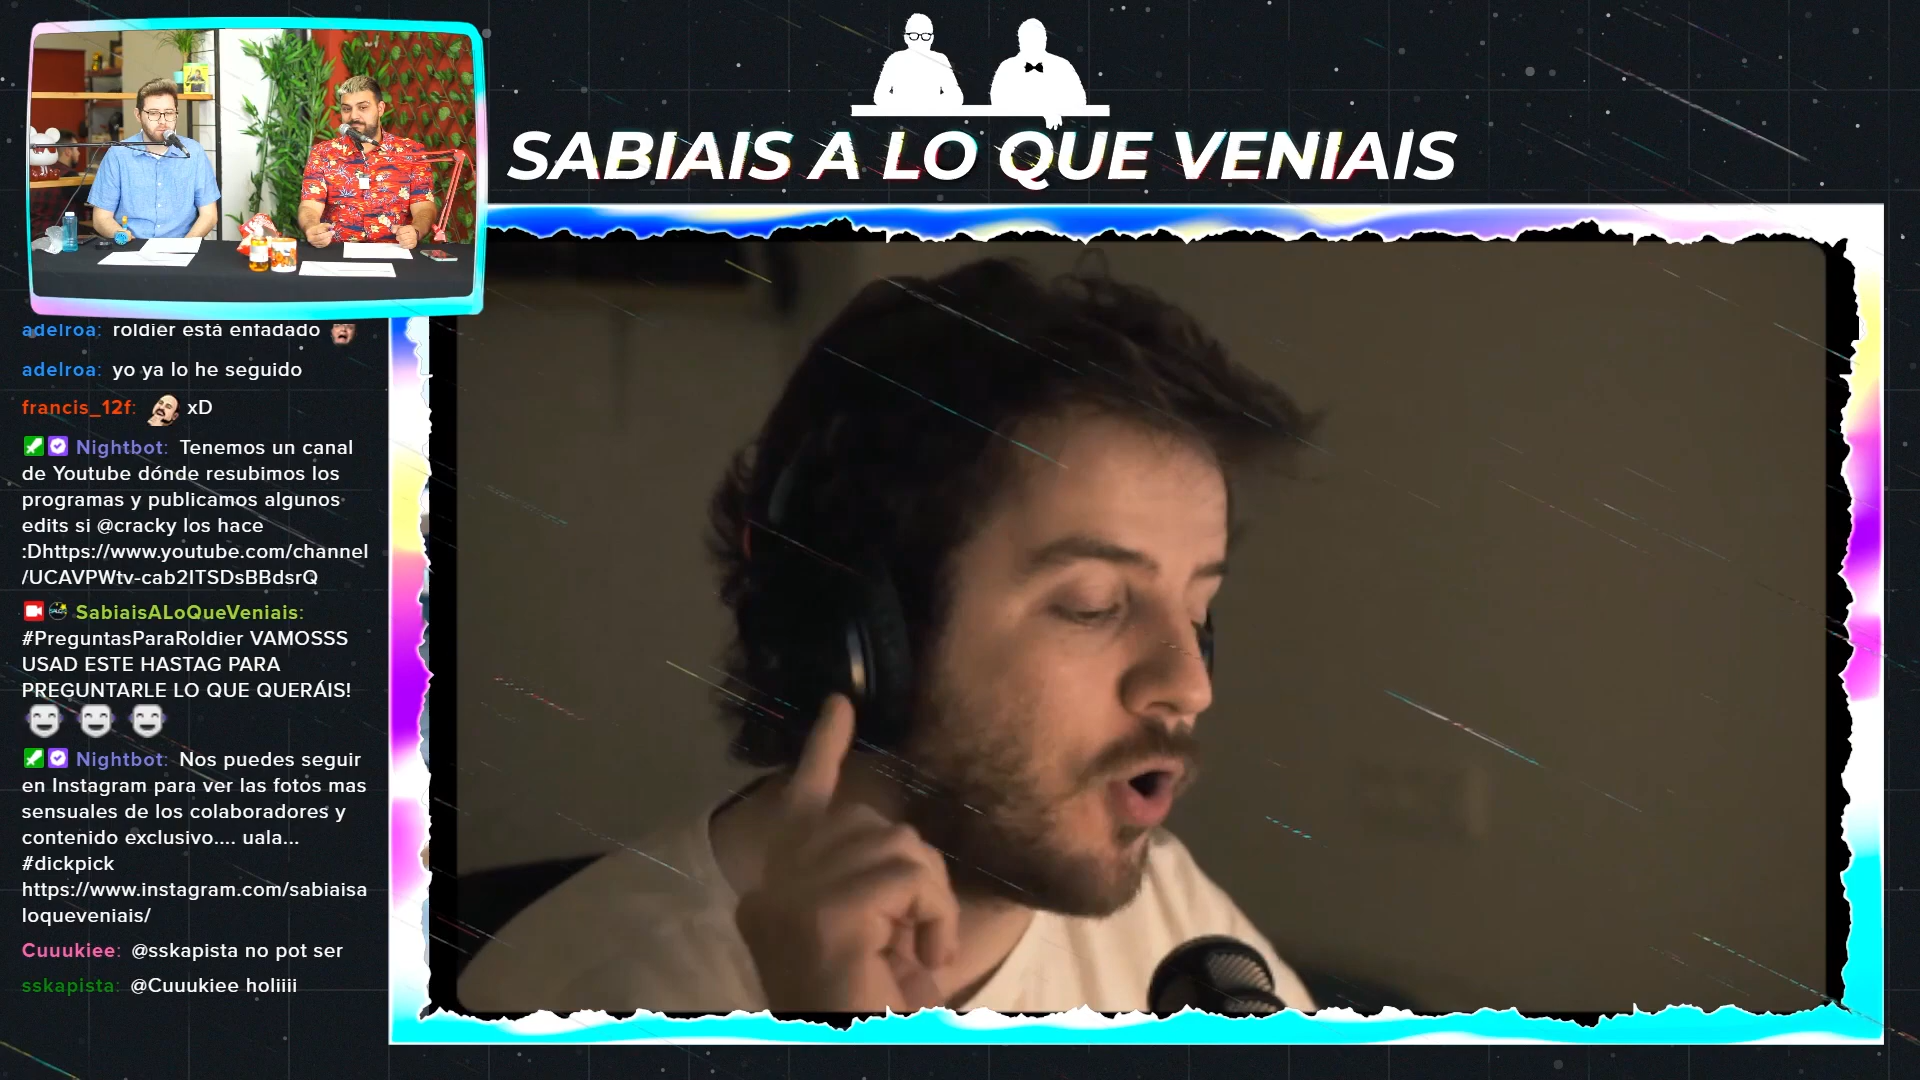 SABIAIS A LO QUE VENIAIS
adelroa: roldier está enfadado
adelroa: yo ya lo he seguido
francis_12f: xD
Nightbot: Tenemos un canal
de Youtube dónde resubimos los
programas y publicamos algunos
edits si @cracky los hace
:Dhttps://www.youtube.com/channel
/UCAVPWtv-cab2ITSDsBBdsrQ
SabiaisALoQueVeniais:
#PreguntasParaRoldier VAMOSSS
USAD ESTE HASTAG PARA
PREGUNTARLE LO QUE QUERÁIS!
Nightbot: Nos puedes seguir
en Instagram para ver las fotos mas
sensuales de los colaboradores y
contenido exclusivo.... uala...
#dickpick
https://www.instagram.com/sabiaisa
loqueveniais/
Cuuukiee: @sskapista no pot ser
sskapista: @Cuuukiee holiiii